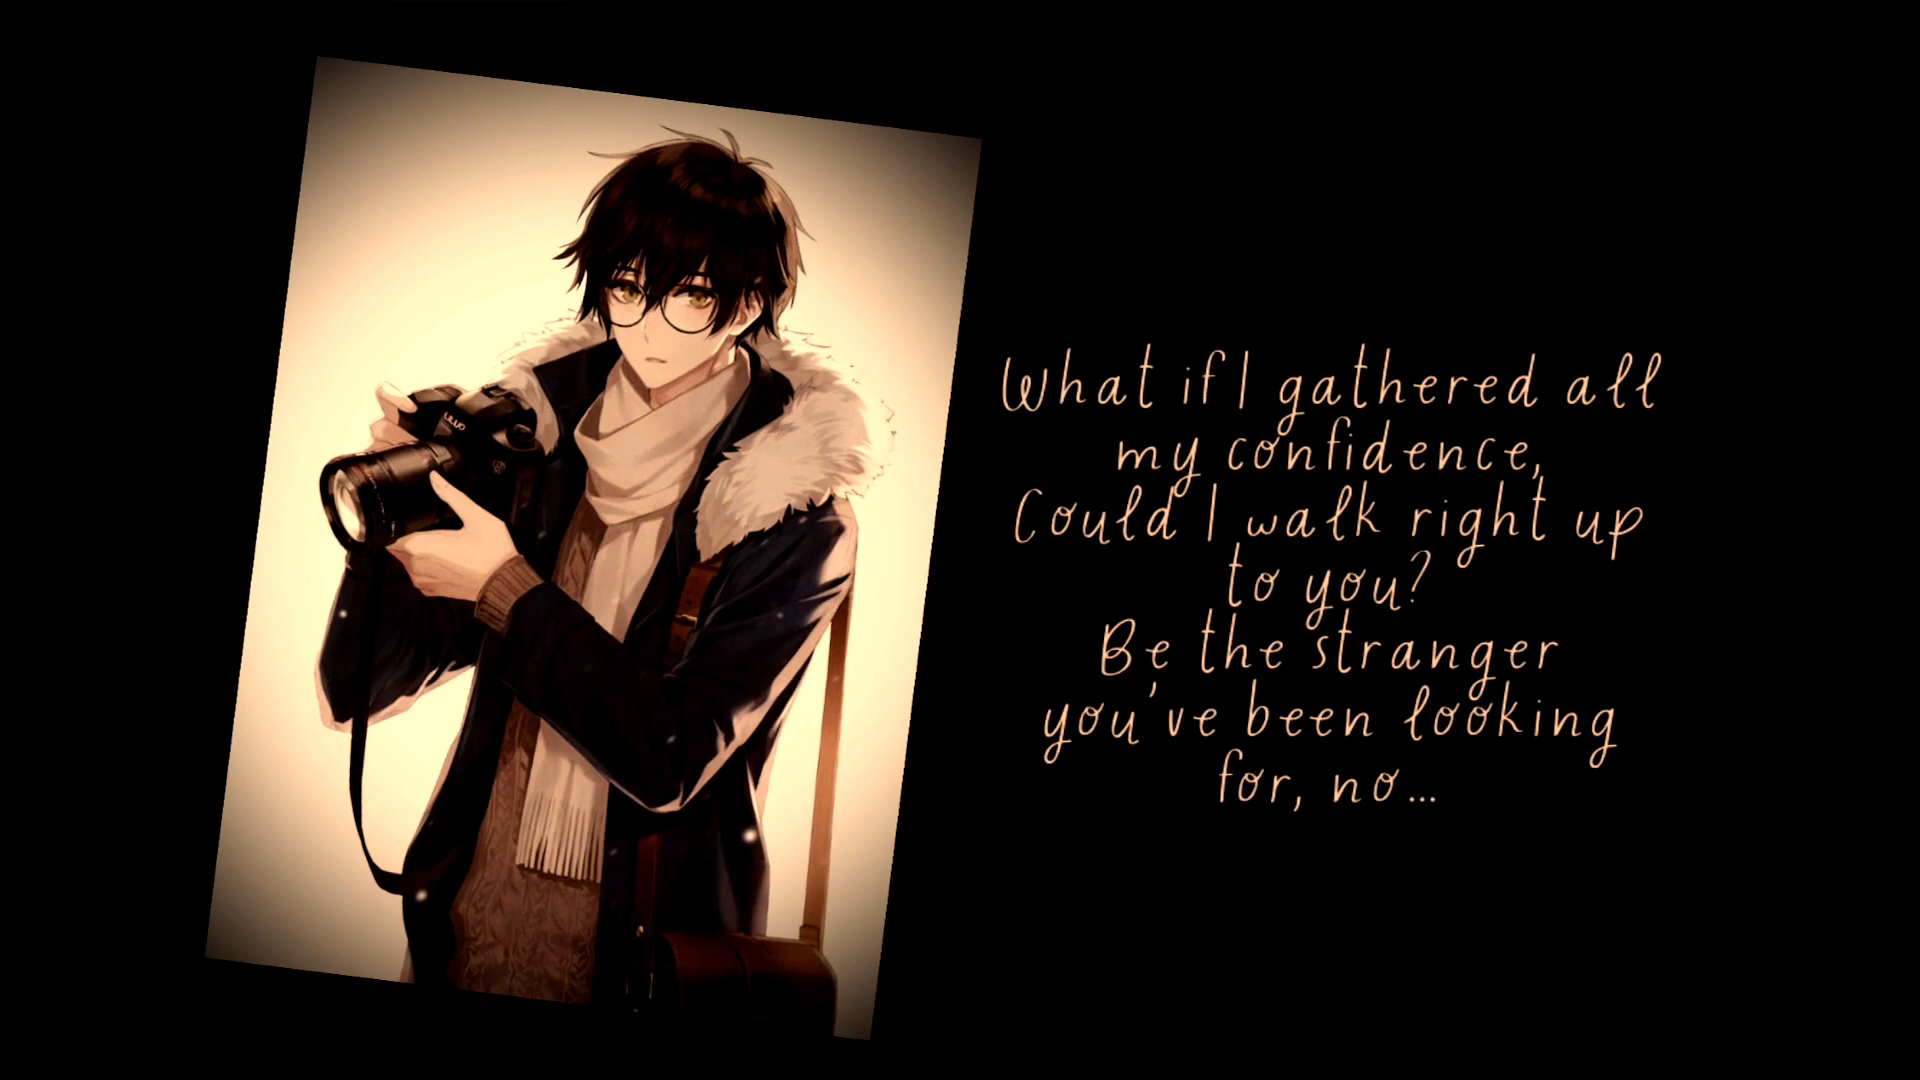 LILUO
What if I gathered all
my confidence,
Could I walk right up
to you?
Be the stranger
you've been looking
for, no...